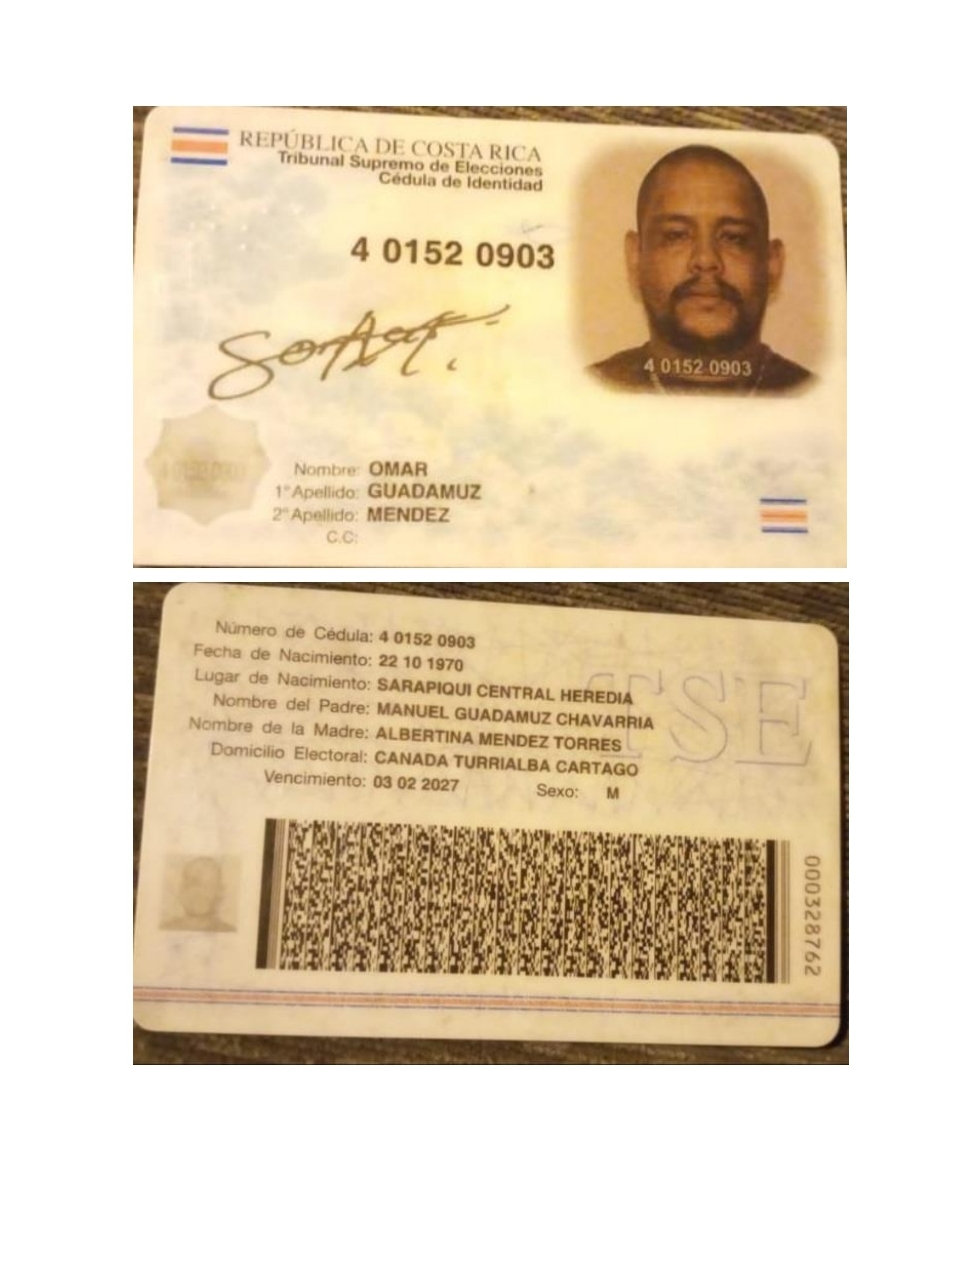 REPÚBLICA DE COSTA RICA
Tribunal Supremo de Elecciones
Cédula de Identidad
4 0152 0903
4 0152 0903
Nombre: OMAR
1° Apellido: GUADAMUZ
2° Apellido: MENDEZ
C.C:
Número de Cédula: 4 0152 0903
Fecha de Nacimiento: 22 10 1970
Lugar de Nacimiento: SARAPIQUI CENTRAL HEREDIA
Nombre del Padre: MANUEL GUADAMUZ CHAVARRIA
Nombre de la Madre: ALBERTINA MENDEZ TORRES
Domicilio Electoral: CANADA TURRIALBA CARTAGO
Vencimiento: 03 02 2027 Sexo: M
TSE
000328762